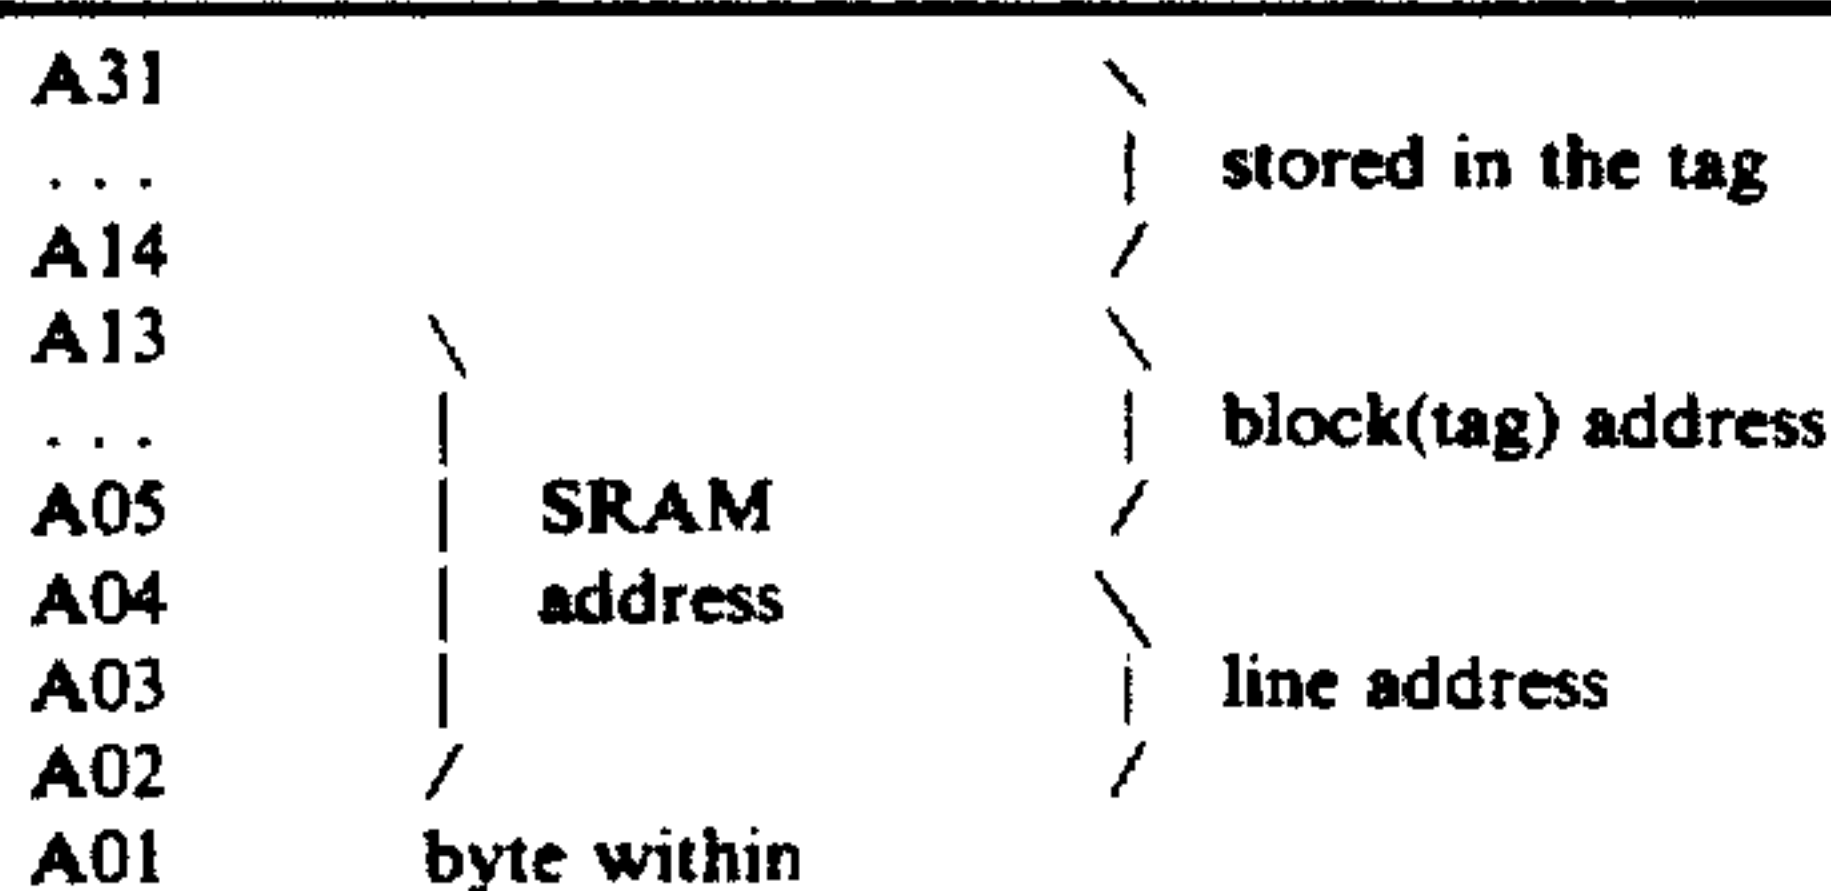 A31 \
. . . | stored in the tag
A14 /
A13 \ \
. . . | | block(tag) address
A05 | SRAM /
A04 | address \
A03 | | line address
A02 / /
A01 byte within